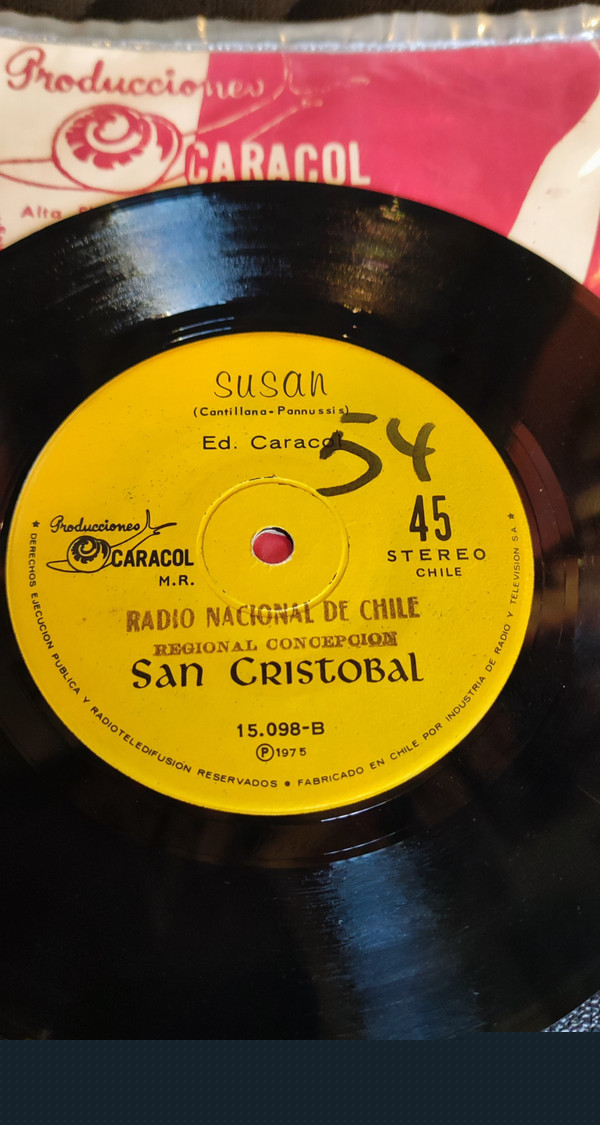 Producciones
CARACOL
Alta
Susan
(Cantillana-Pannussis)
Ed. Caracol
54
45
STEREO
CHILE
Producciones
CARACOL
M.R.
RADIO NACIONAL DE CHILE
REGIONAL CONCEPCION
San Cristobal
15.098-B
Ⓟ1975
★ DERECHOS EJECUCION PUBLICA Y RADIOTELEDIFUSION RESERVADOS ● FABRICADO EN CHILE POR INDUSTRIA DE RADIO Y TELEVISION S.A. ★